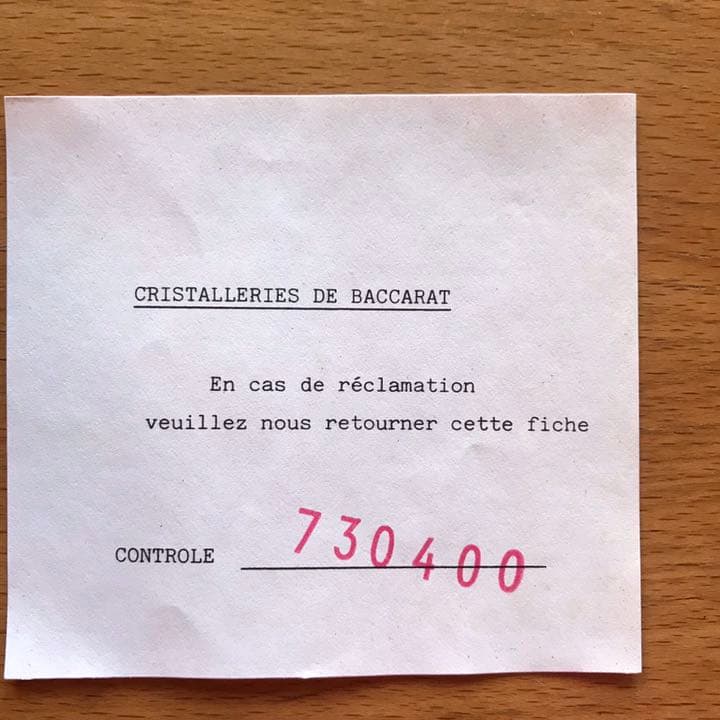 CRISTALLERIES DE BACCARAT
En cas de réclamation
veuillez nous retourner cette fiche
CONTROLE 730400